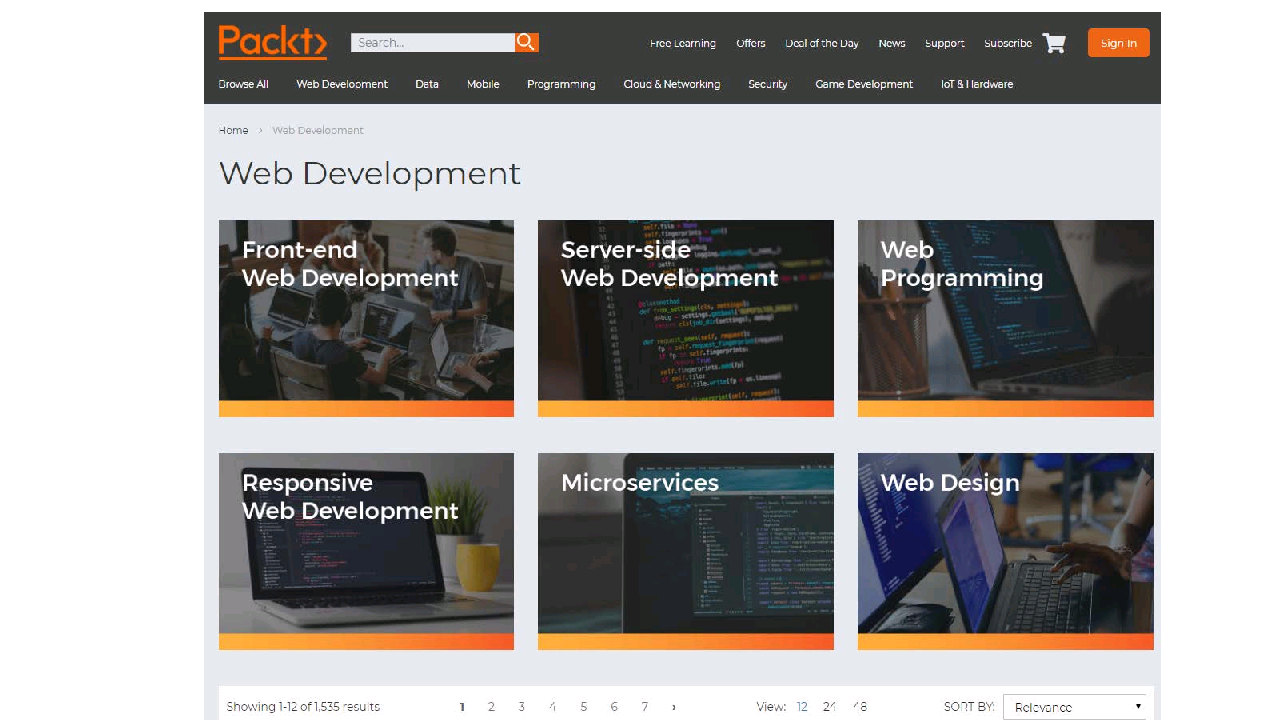 Packt>
Search...
Free Learning Offers Deal of the Day News Support Subscribe Sign In
Browse All Web Development Data Mobile Programming Cloud & Networking Security Game Development IoT & Hardware
Home > Web Development
Web Development
Front-end
Web Development
Server-side
Web Development
Web
Programming
Responsive
Web Development
Microservices
Web Design
Showing 1-12 of 1,535 results 1 2 3 4 5 6 7 › View: 12 24 48 SORT BY: Relevance